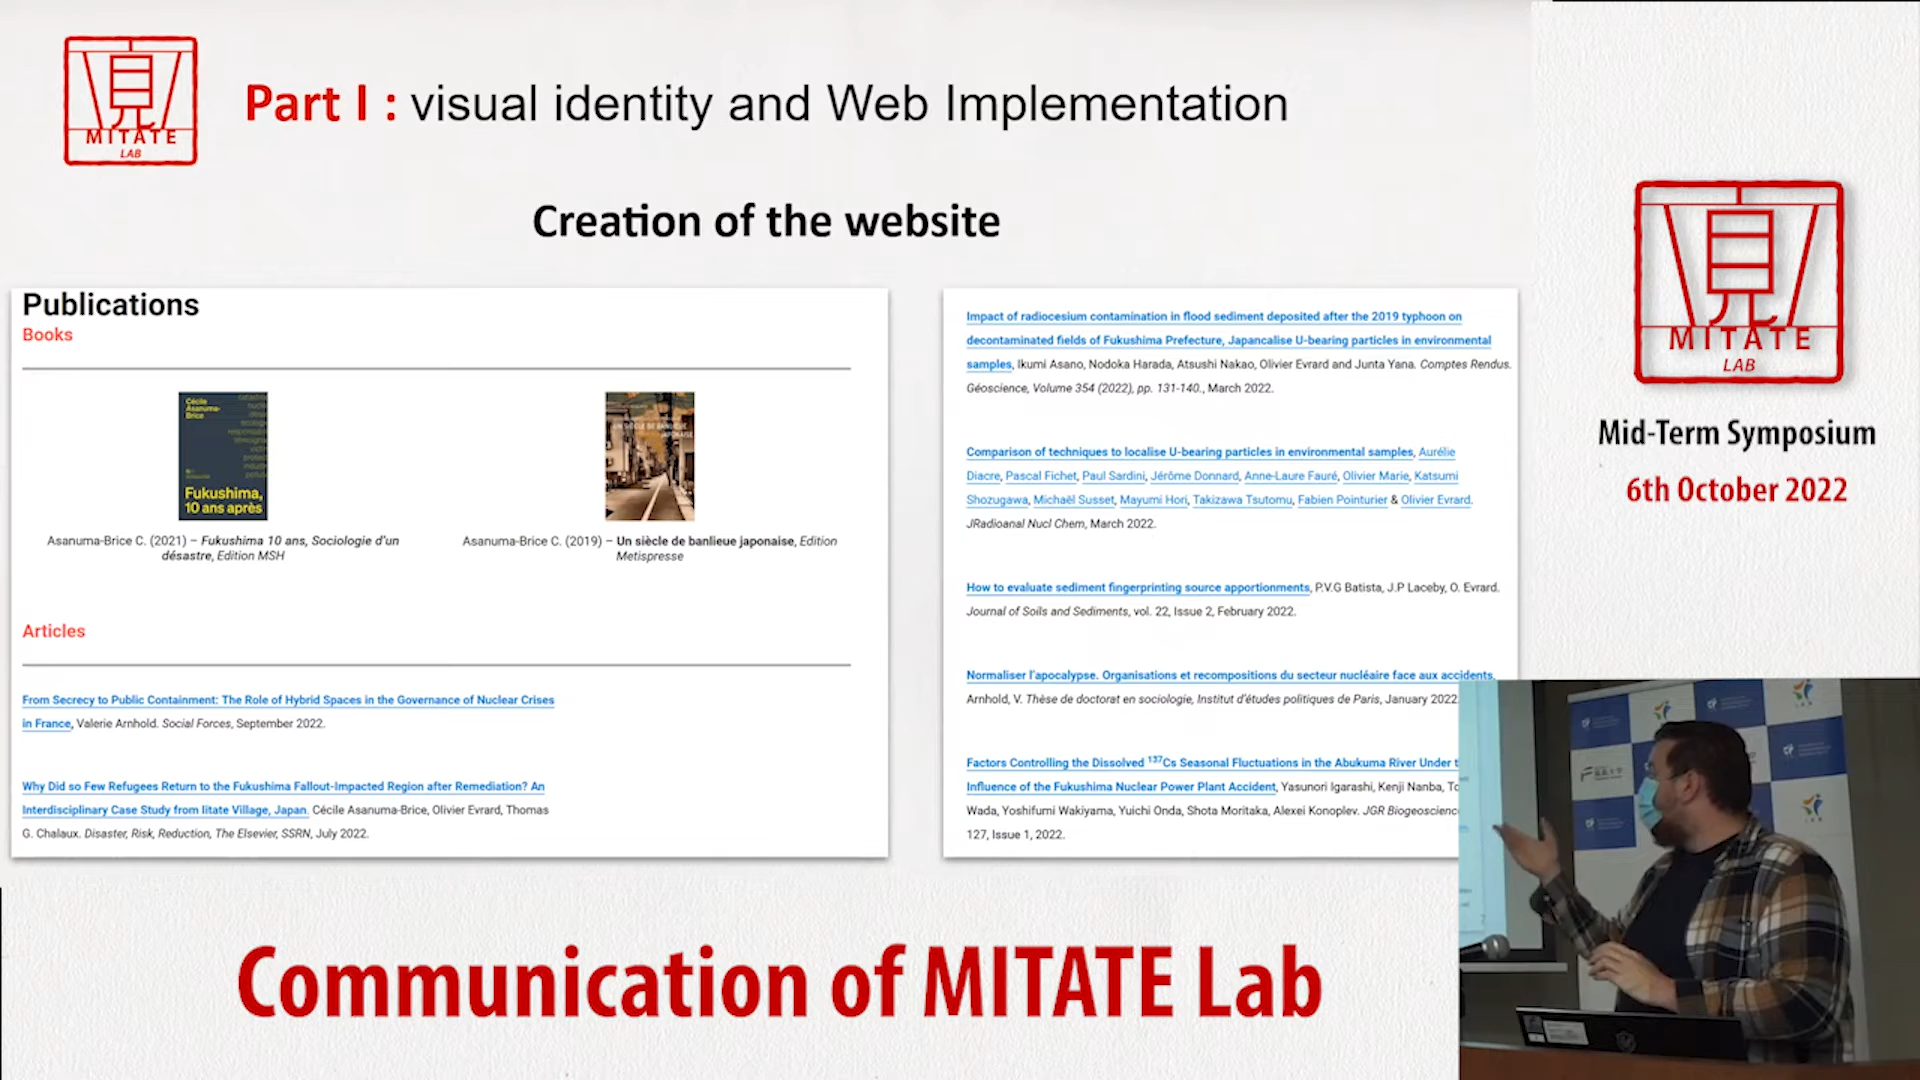 見
MITATE
LAB
Part I : visual identity and Web Implementation
Creation of the website
Publications
Books
Cécile
Asanuma-
Brice
Fukushima,
10 ans après
UN SIÈCLE DE BANLIEUE
JAPONAISE
Asanuma-Brice C. (2021) – Fukushima 10 ans, Sociologie d'un
désastre, Edition MSH
Asanuma-Brice C. (2019) – Un siècle de banlieue japonaise, Edition
Metispresse
Articles
From Secrecy to Public Containment: The Role of Hybrid Spaces in the Governance of Nuclear Crises
in France, Valerie Arnhold. Social Forces, September 2022.
Why Did so Few Refugees Return to the Fukushima Fallout-Impacted Region after Remediation? An
Interdisciplinary Case Study from Iitate Village, Japan. Cécile Asanuma-Brice, Olivier Evrard, Thomas
G. Chalaux. Disaster, Risk, Reduction, The Elsevier, SSRN, July 2022.
Impact of radiocesium contamination in flood sediment deposited after the 2019 typhoon on
decontaminated fields of Fukushima Prefecture, Japancalise U-bearing particles in environmental
samples, Ikumi Asano, Nodoka Harada, Atsushi Nakao, Olivier Evrard and Junta Yana. Comptes Rendus.
Géoscience, Volume 354 (2022), pp. 131-140., March 2022.
Comparison of techniques to localise U-bearing particles in environmental samples, Aurélie
Diacre, Pascal Fichet, Paul Sardini, Jérôme Donnard, Anne-Laure Fauré, Olivier Marie, Katsumi
Shozugawa, Michaël Susset, Mayumi Hori, Takizawa Tsutomu, Fabien Pointurier & Olivier Evrard.
JRadioanal Nucl Chem, March 2022.
How to evaluate sediment fingerprinting source apportionments, P.V.G Batista, J.P Laceby, O. Evrard.
Journal of Soils and Sediments, vol. 22, Issue 2, February 2022.
Normaliser l'apocalypse. Organisations et recompositions du secteur nucléaire face aux accidents,
Arnhold, V. Thèse de doctorat en sociologie, Institut d'études politiques de Paris, January 2022
Factors Controlling the Dissolved ¹³⁷Cs Seasonal Fluctuations in the Abukuma River Under t
Influence of the Fukushima Nuclear Power Plant Accident, Yasunori Igarashi, Kenji Nanba, To
Wada, Yoshifumi Wakiyama, Yuichi Onda, Shota Moritaka, Alexei Konoplev. JGR Biogeoscienc
127, Issue 1, 2022.
見
MITATE
LAB
Mid-Term Symposium
6th October 2022
Communication of MITATE Lab